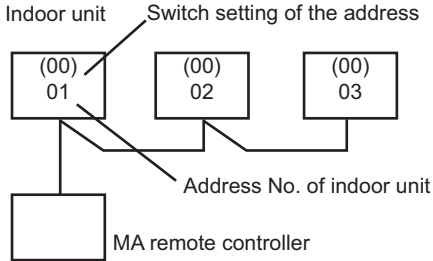 Indoor unit
Switch setting of the address
(00)
01
(00)
02
(00)
03
Address No. of indoor unit
MA remote controller